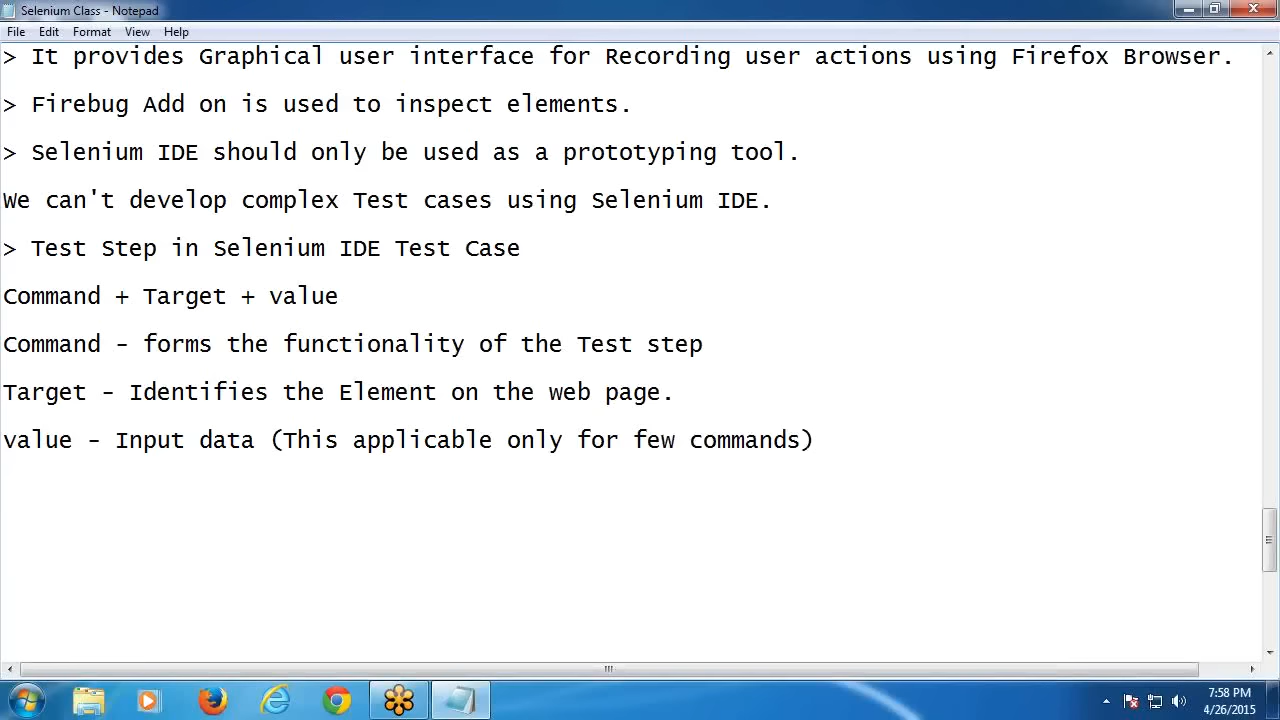 Selenium Class - Notepad
File Edit Format View Help
> It provides Graphical user interface for Recording user actions using Firefox Browser.
> Firebug Add on is used to inspect elements.
> Selenium IDE should only be used as a prototyping tool.
We can't develop complex Test cases using Selenium IDE.
> Test Step in Selenium IDE Test Case
Command + Target + value
Command - forms the functionality of the Test step
Target - Identifies the Element on the web page.
value - Input data (This applicable only for few commands)
7:58 PM
4/26/2015